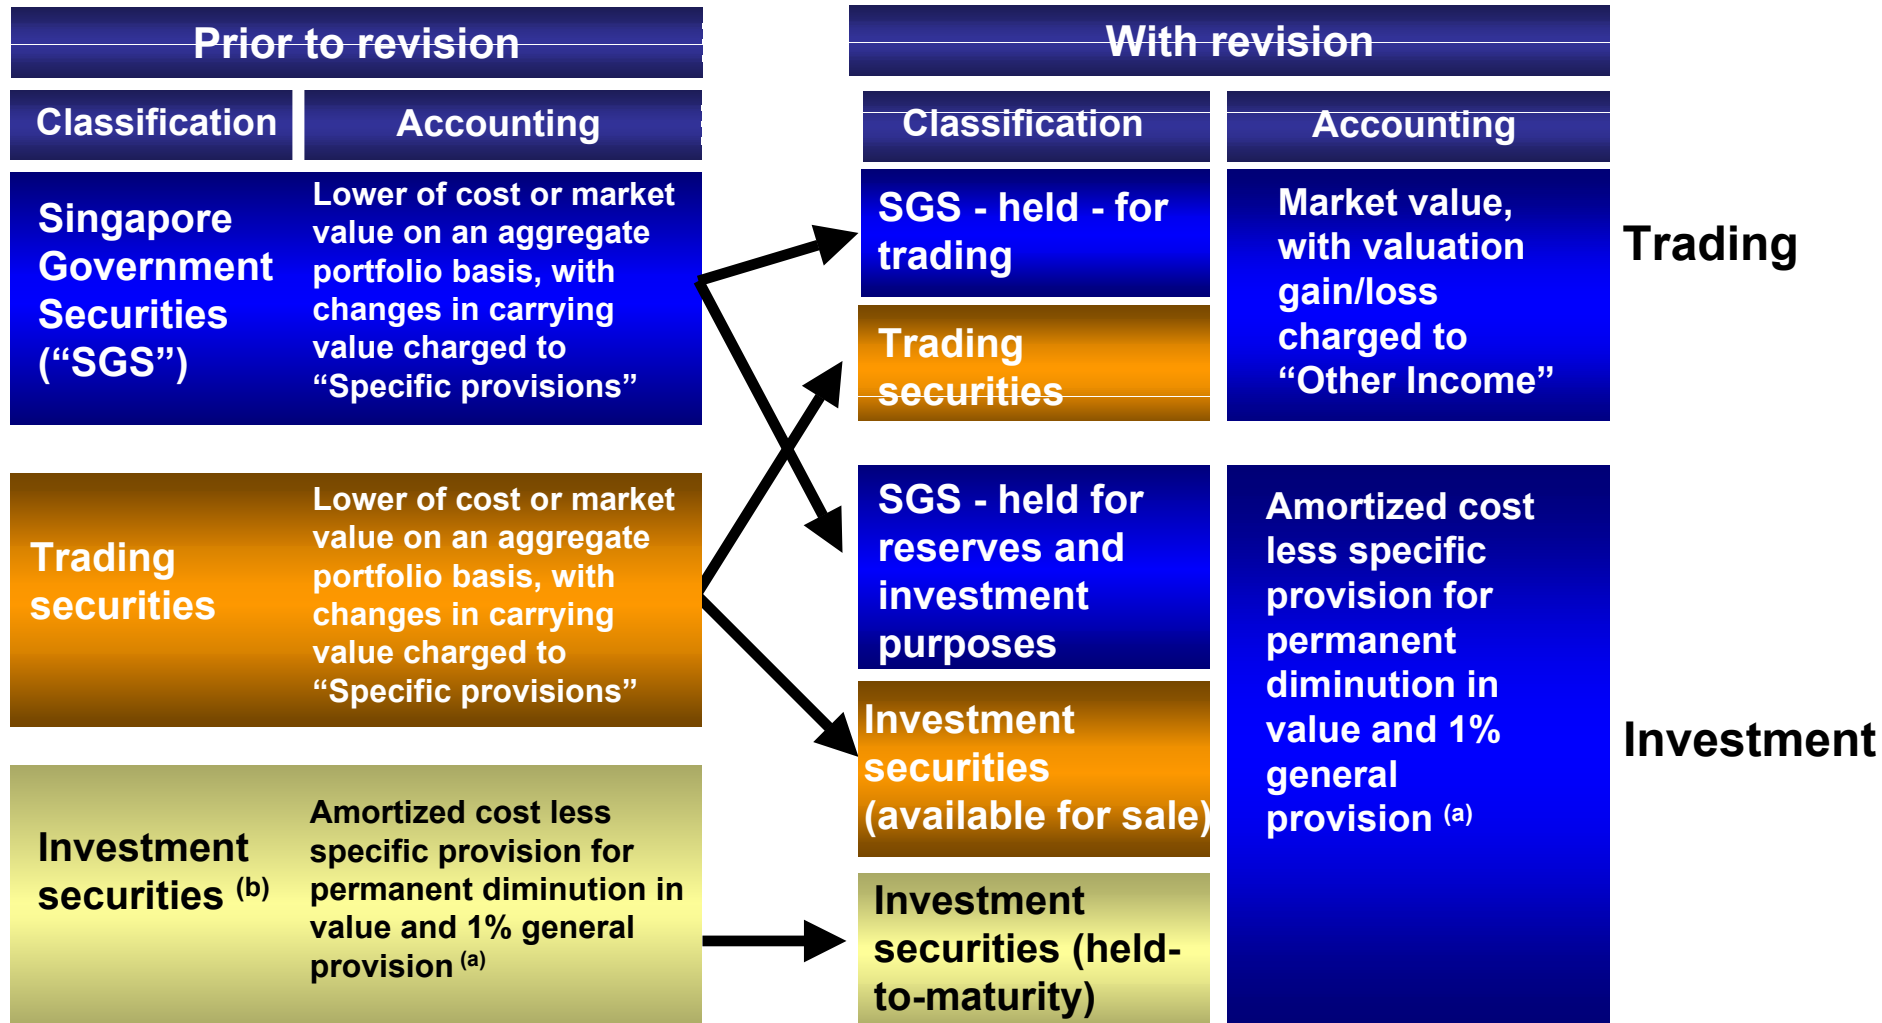 Prior to revision
With revision
Classification
Accounting
Classification
Accounting
Singapore
Government
Securities
(“SGS”)
Lower of cost or market
value on an aggregate
portfolio basis, with
changes in carrying
value charged to
“Specific provisions”
SGS - held - for
trading
Trading
securities
Market value,
with valuation
gain/loss
charged to
“Other Income”
Trading
Trading
securities
Lower of cost or market
value on an aggregate
portfolio basis, with
changes in carrying
value charged to
“Specific provisions”
SGS - held for
reserves and
investment
purposes
Investment
securities
(available for sale)
Amortized cost
less specific
provision for
permanent
diminution in
value and 1%
general
provision (a)
Investment
Investment
securities (b)
Amortized cost less
specific provision for
permanent diminution in
value and 1% general
provision (a)
Investment
securities (held-
to-maturity)